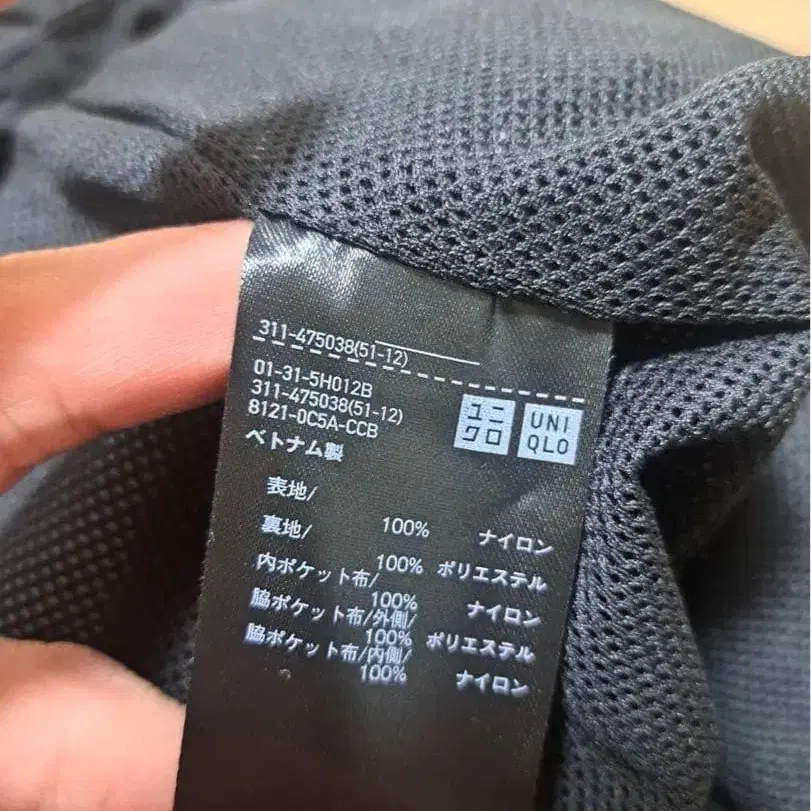 311-475038(51-12)
01-31-5H012B
311-475038(51-12)
8121-0C5A-CCB
ユニ
クロ
UNI
QLO
ベトナム製
表地/
100% ナイロン
裏地/
100% ポリエステル
内ポケット布/
100% ナイロン
脇ポケット布/外側/
100% ポリエステル
脇ポケット布/内側/
100% ナイロン